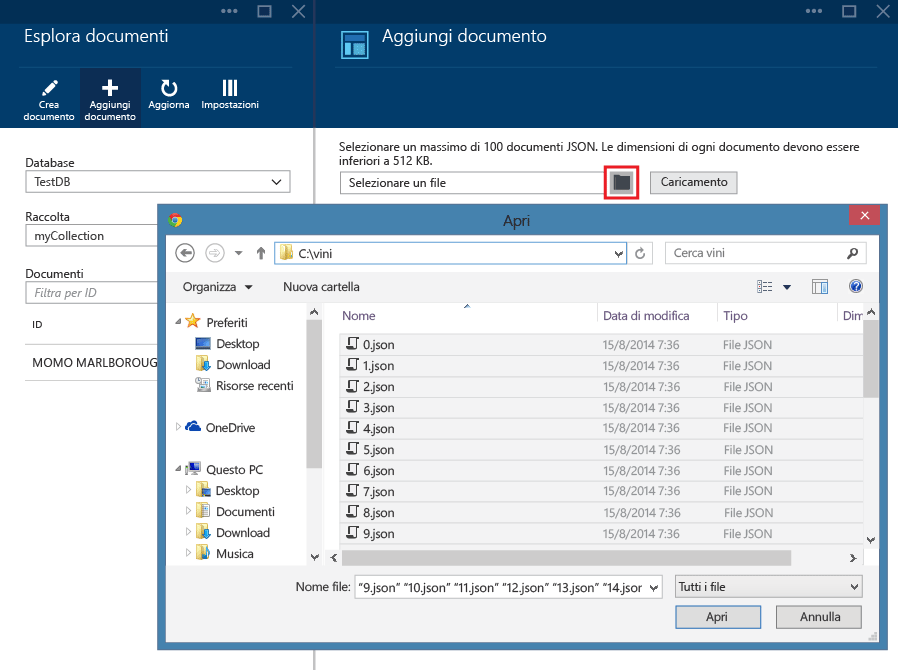 Esplora documenti
Crea documento
Aggiungi documento
Aggiorna
Impostazioni
Database
TestDB
Raccolta
myCollection
Documenti
Filtra per ID
ID
MOMO MARLBOROUG
Aggiungi documento
Selezionare un massimo di 100 documenti JSON. Le dimensioni di ogni documento devono essere
inferiori a 512 KB.
Selezionare un file
Caricamento
Apri
C:\vini
Cerca vini
Organizza
Nuova cartella
Preferiti
Desktop
Download
Risorse recenti
OneDrive
Questo PC
Desktop
Documenti
Download
Musica
Nome Data di modifica Tipo Dim
0.json 15/8/2014 7:36 File JSON
1.json 15/8/2014 7:36 File JSON
2.json 15/8/2014 7:36 File JSON
3.json 15/8/2014 7:36 File JSON
4.json 15/8/2014 7:36 File JSON
5.json 15/8/2014 7:36 File JSON
6.json 15/8/2014 7:36 File JSON
7.json 15/8/2014 7:36 File JSON
8.json 15/8/2014 7:36 File JSON
9.json 15/8/2014 7:36 File JSON
Nome file: "9.json" "10.json" "11.json" "12.json" "13.json" "14.jsor
Tutti i file
Apri
Annulla